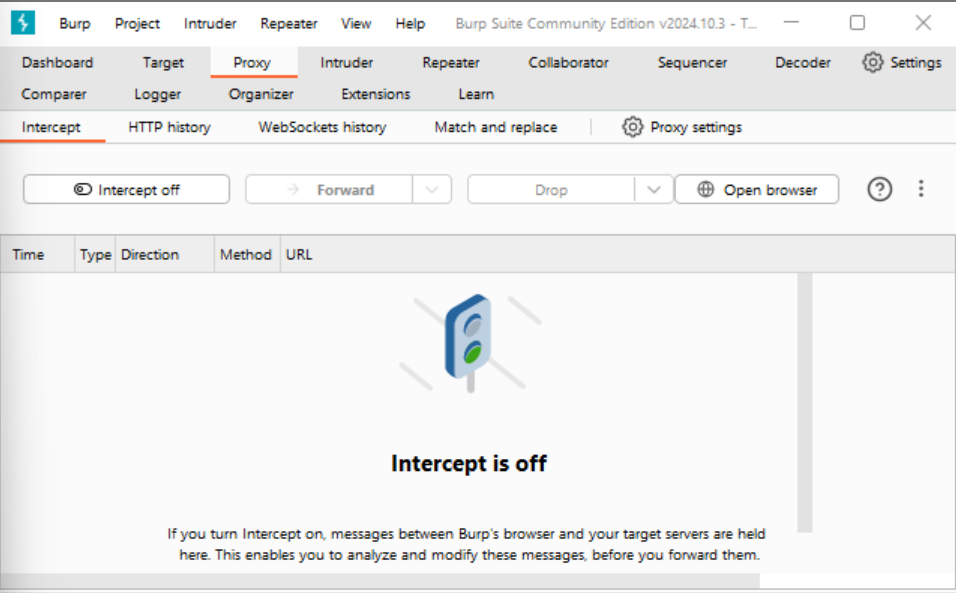 Burp Project Intruder Repeater View Help Burp Suite Community Edition v2024.10.3 - T...
Dashboard Target Proxy Intruder Repeater Collaborator Sequencer Decoder Settings
Comparer Logger Organizer Extensions Learn
Intercept HTTP history WebSockets history Match and replace Proxy settings
Intercept off Forward Drop Open browser
Time Type Direction Method URL
Intercept is off
If you turn Intercept on, messages between Burp's browser and your target servers are held
here. This enables you to analyze and modify these messages, before you forward them.